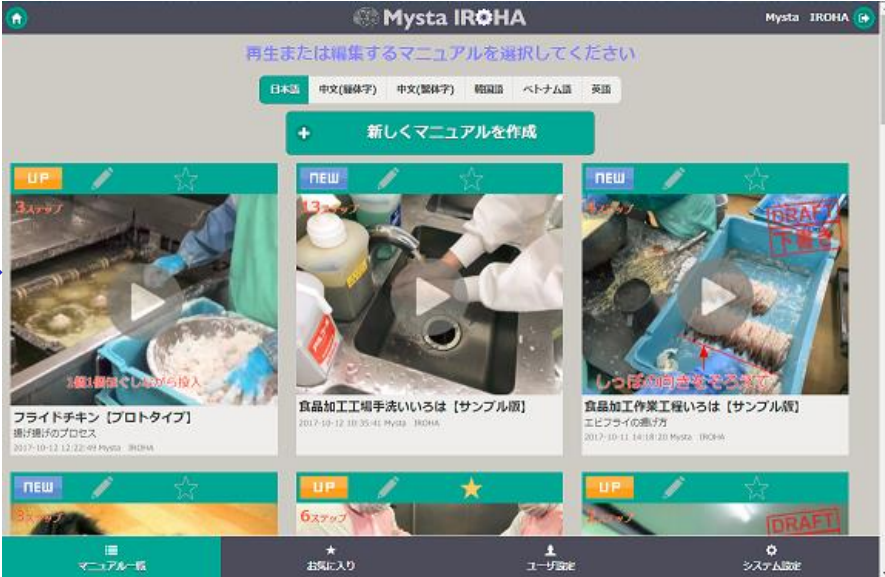 Mysta IROHA
Mysta IROHA
再生または編集するマニュアルを選択してください
日本語 中文(簡体字) 中文(繁体字) 韓国語 ベトナム語 英語
新しくマニュアルを作成
UP
NEW
NEW
3ステップ
13ステップ
DRAFT
下書き
1個1個ほぐしながら投入
しっぽの向きをそろえて
フライドチキン【プロトタイプ】
揚げ揚げのプロセス
2017-10-12 12:22:49 Mysta IROHA
食品加工工場手洗いいろは【サンプル版】
2017-10-12 10:35:41 Mysta IROHA
食品加工作業工程いろは【サンプル版】
エビフライの揚げ方
2017-10-11 14:18:20 Mysta IROHA
NEW
UP
UP
6ステップ
DRAFT
マニュアル一覧
お気に入り
ユーザ設定
システム設定